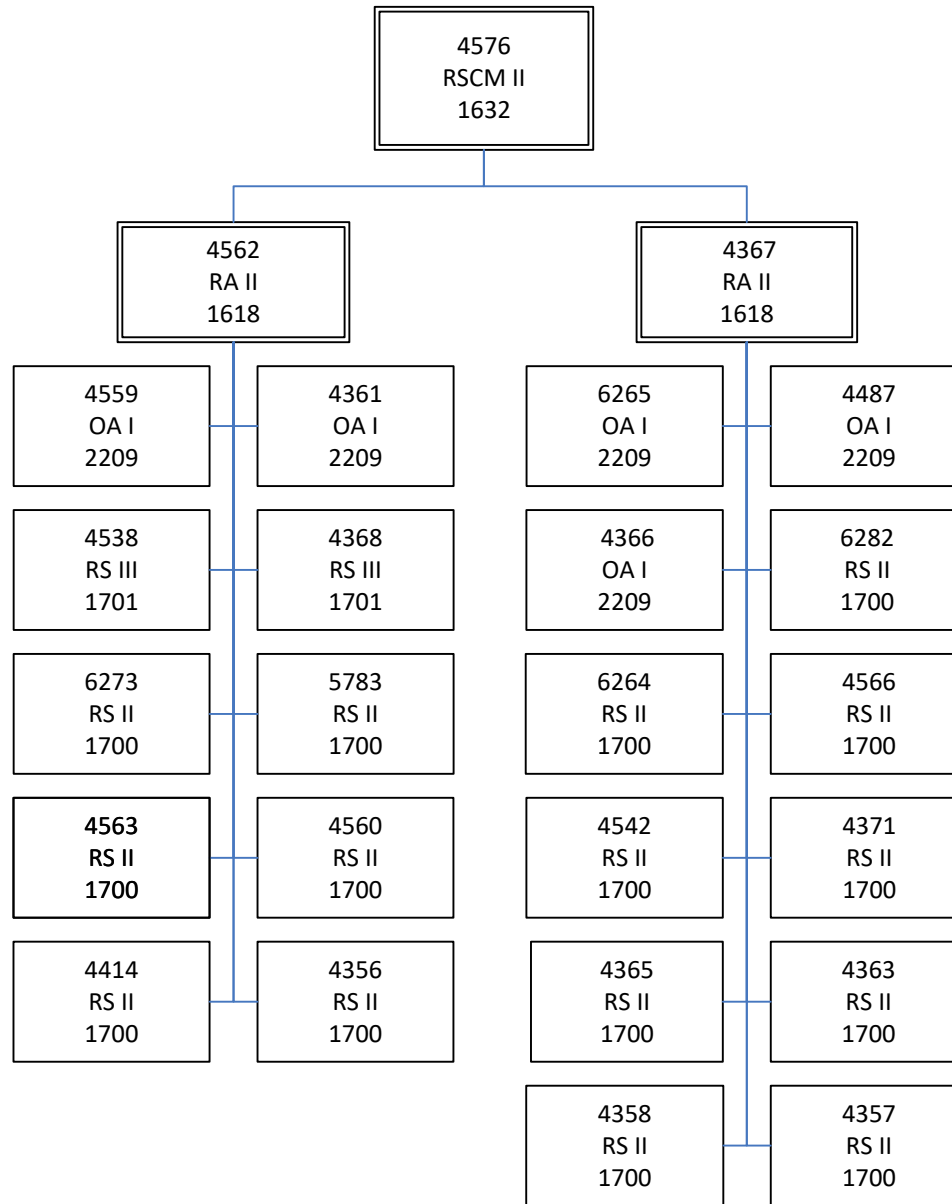 4576
RSCM II
1632
4562
RA II
1618
4367
RA II
1618
4559
OA I
2209
4361
OA I
2209
6265
OA I
2209
4487
OA I
2209
4538
RS III
1701
4368
RS III
1701
4366
OA I
2209
6282
RS II
1700
6273
RS II
1700
5783
RS II
1700
6264
RS II
1700
4566
RS II
1700
4563
RS II
1700
4560
RS II
1700
4542
RS II
1700
4371
RS II
1700
4414
RS II
1700
4356
RS II
1700
4365
RS II
1700
4363
RS II
1700
4358
RS II
1700
4357
RS II
1700